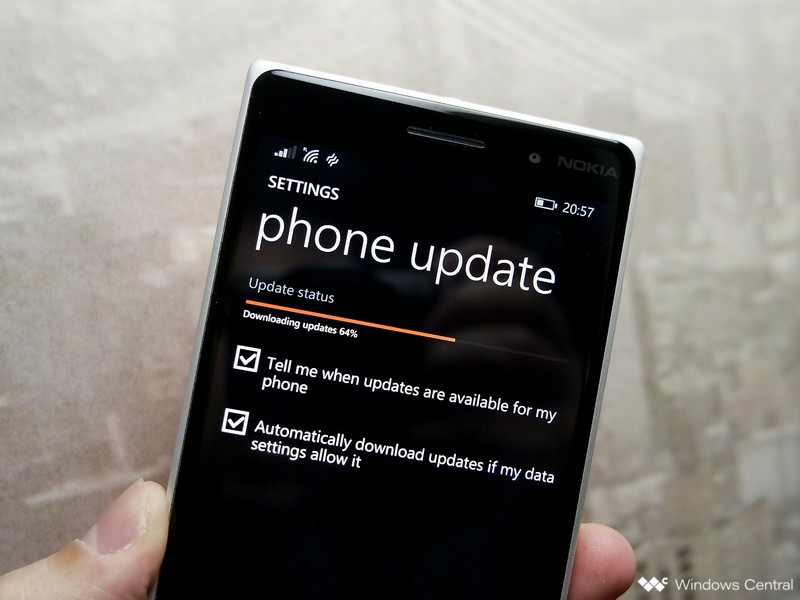 NOKIA
20:57
SETTINGS
phone update
Update status
Downloading updates 64%
Tell me when updates are available for my
phone
Automatically download updates if my data
settings allow it
Windows Central